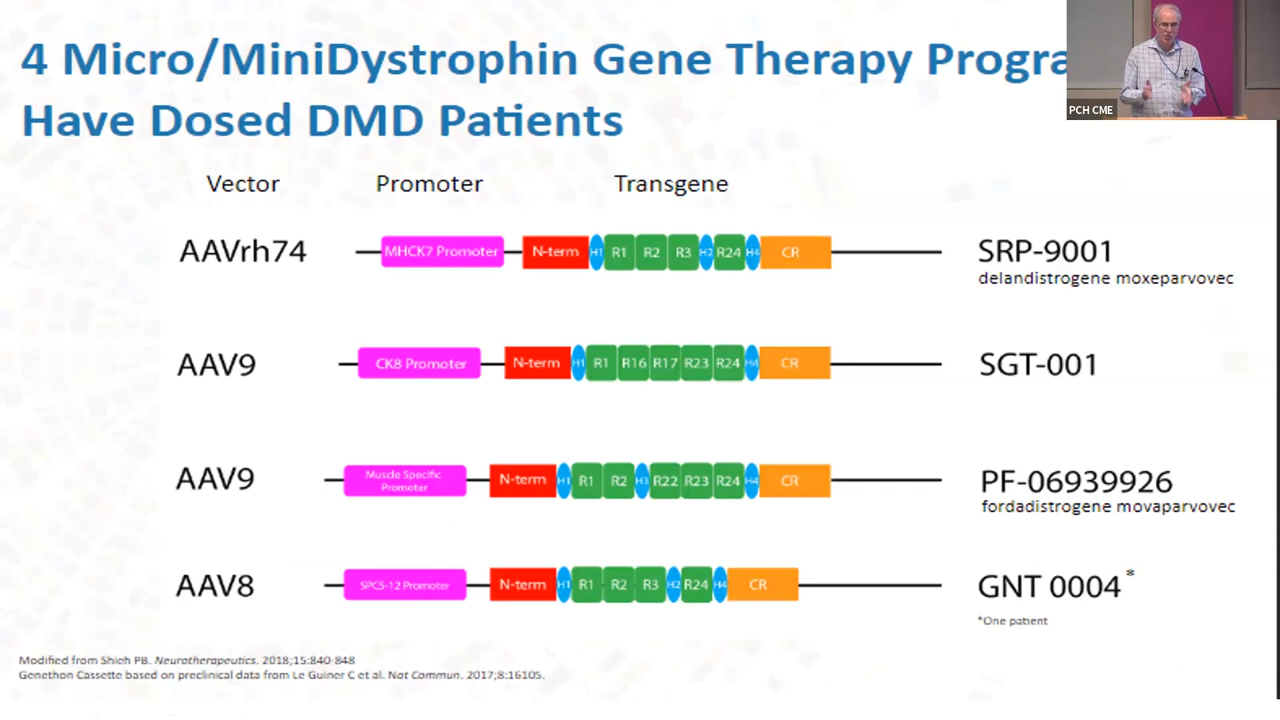 4 Micro/MiniDystrophin Gene Therapy Progra
Have Dosed DMD Patients
PCH CME
Vector Promoter Transgene
AAVrh74 MHCK7 Promoter N-term H1 R1 R2 R3 H2 R24 H4 CR SRP-9001
delandistrogene moxeparvovec
AAV9 CK8 Promoter N-term H1 R1 R16 R17 R23 R24 H4 CR SGT-001
AAV9 Muscle Specific
Promoter N-term H1 R1 R2 H3 R22 R23 R24 H4 CR PF-06939926
fordadistrogene movaparvovec
AAV8 SPCS-12 Promoter N-term H1 R1 R2 R3 H2 R24 H4 CR GNT 0004*
*One patient
Modified from Shieh PB. Neurotherapeutics. 2018;15:840-848
Genethon Cassette based on preclinical data from Le Guiner C et al. Nat Commun. 2017;8:16105.